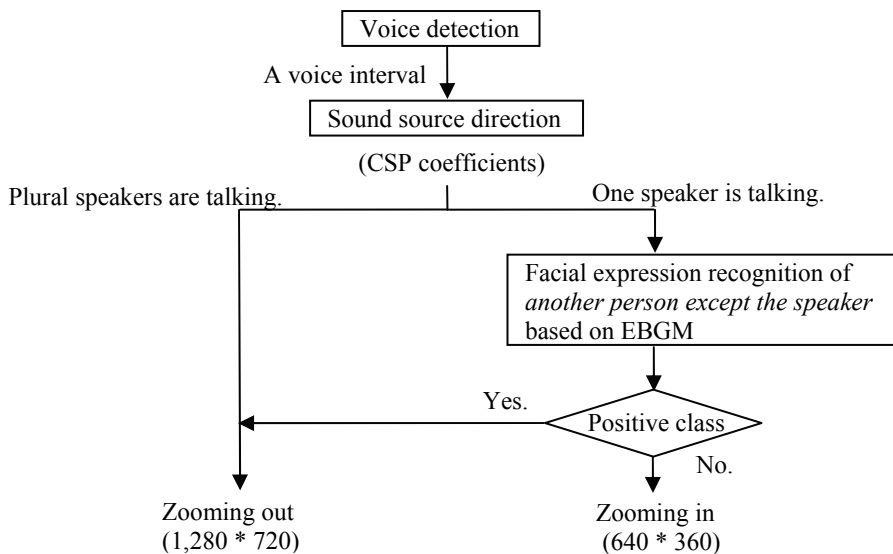 Voice detection
A voice interval
Sound source direction
(CSP coefficients)
Plural speakers are talking.
One speaker is talking.
Facial expression recognition of
another person except the speaker
based on EBGM
Yes.
Positive class
No.
Zooming out
(1,280 * 720)
Zooming in
(640 * 360)